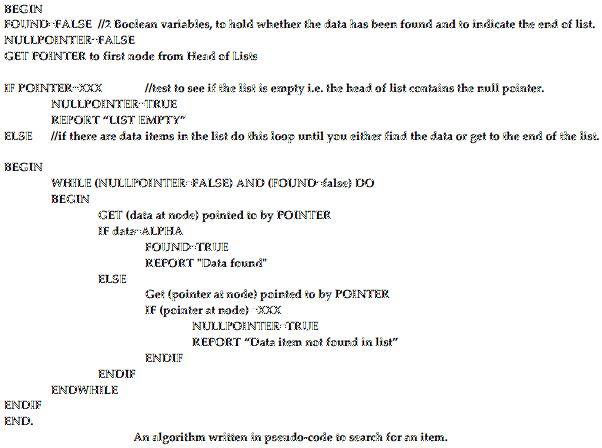 BEGIN
FOUND=FALSE //2 Boolean variables, to hold whether the data has been found and to indicate the end of list.
NULLPOINTER=FALSE
GET POINTER to first node from Head of Lists
IF POINTER=XXX //test to see if the list is empty i.e. the head of list contains the null pointer.
NULLPOINTER=TRUE
REPORT “LIST EMPTY”
ELSE //if there are data items in the list do this loop until you either find the data or get to the end of the list.
BEGIN
WHILE (NULLPOINTER=FALSE) AND (FOUND=false) DO
BEGIN
GET (data at node) pointed to by POINTER
IF data=ALPHA
FOUND=TRUE
REPORT "Data found"
ELSE
Get (pointer at node) pointed to by POINTER
IF (pointer at node) =XXX
NULLPOINTER=TRUE
REPORT “Data item not found in list”
ENDIF
ENDIF
ENDWHILE
ENDIF
END.
An algorithm written in pseudo-code to search for an item.